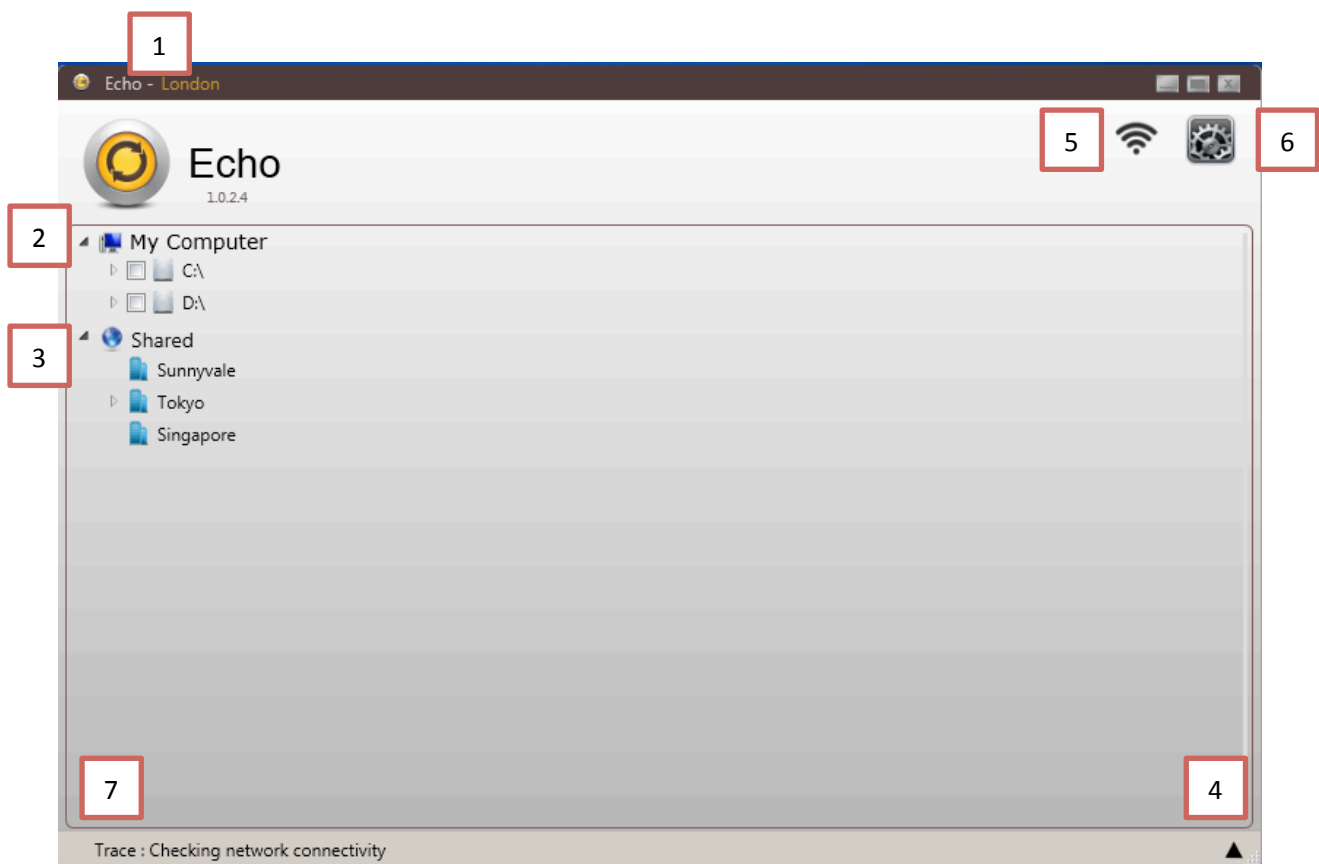 1
Echo - London
5
6
Echo
1.0.2.4
2
My Computer
C:\
D:\
3
Shared
Sunnyvale
Tokyo
Singapore
7
4
Trace : Checking network connectivity